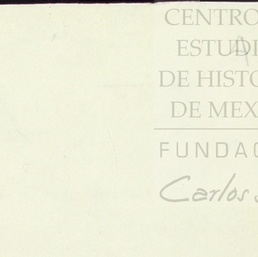 CENTRO
ESTUDI
DE HISTO
DE MEX
FUNDAC
Carlos S